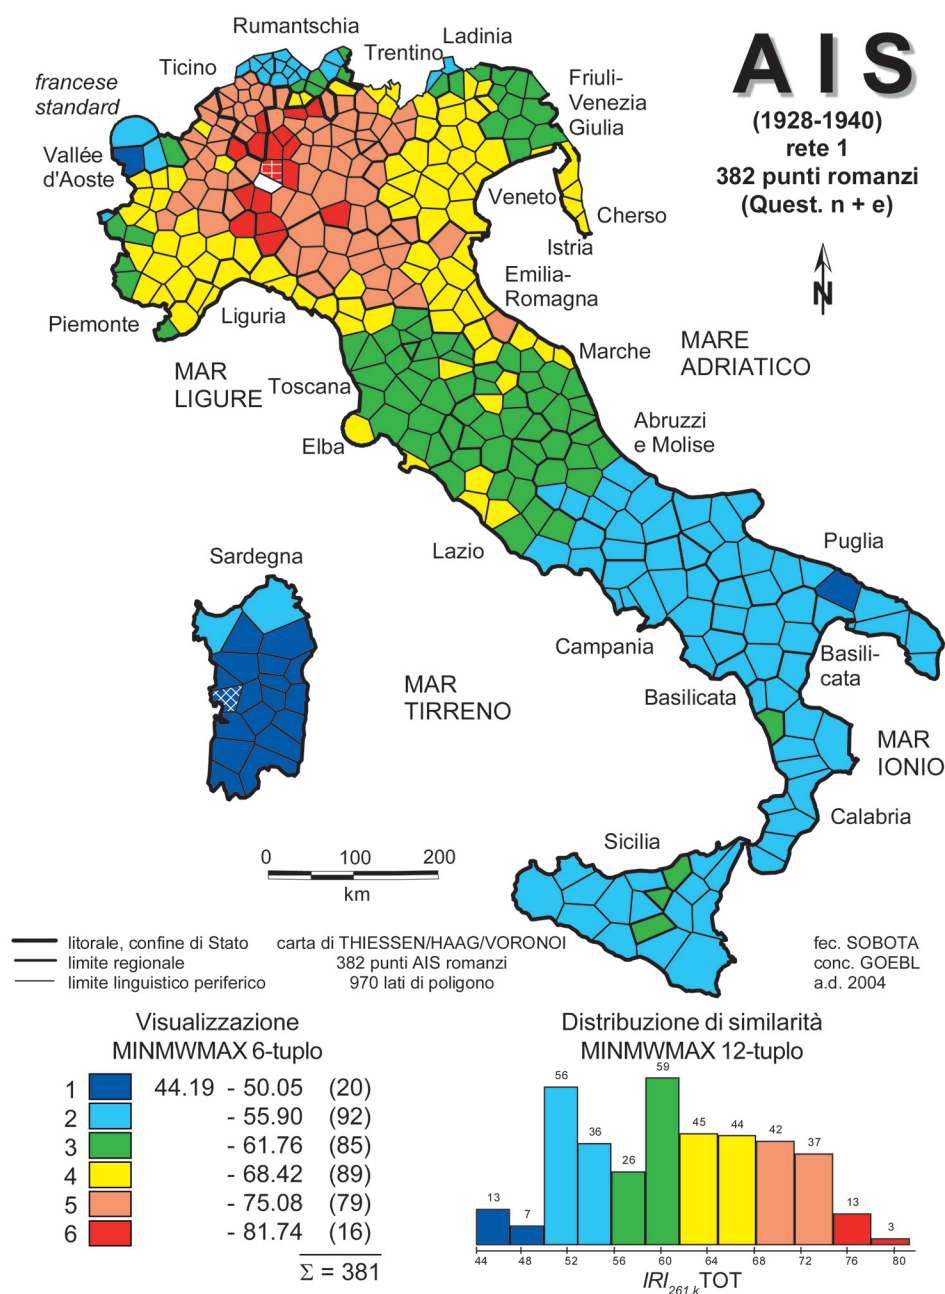 AIS
(1928-1940)
rete 1
382 punti romanzi
(Quest. n + e)
N
Rumantschia
Ladinia
Trentino
Ticino
francese
standard
Friuli-
Venezia
Giulia
Vallée
d'Aoste
Veneto
Cherso
Istria
Emilia-
Romagna
Piemonte
Liguria
Marche
MARE
ADRIATICO
MAR
LIGURE
Toscana
Elba
Abruzzi
e Molise
Lazio
Puglia
Sardegna
Campania
Basili-
cata
Basilicata
MAR
TIRRENO
MAR
IONIO
Calabria
Sicilia
0 100 200
km
litorale, confine di Stato
limite regionale
limite linguistico periferico
carta di THIESSEN/HAAG/VORONOI
382 punti AIS romanzi
970 lati di poligono
fec. SOBOTA
conc. GOEBL
a.d. 2004
Visualizzazione
MINMWMAX 6-tuplo
1 44.19 - 50.05 (20)
2 - 55.90 (92)
3 - 61.76 (85)
4 - 68.42 (89)
5 - 75.08 (79)
6 - 81.74 (16)
Σ = 381
Distribuzione di similarità
MINMWMAX 12-tuplo
13 7 56 36 26 59 45 44 42 37 13 3
44 48 52 56 60 64 68 72 76 80
IRI261,kTOT